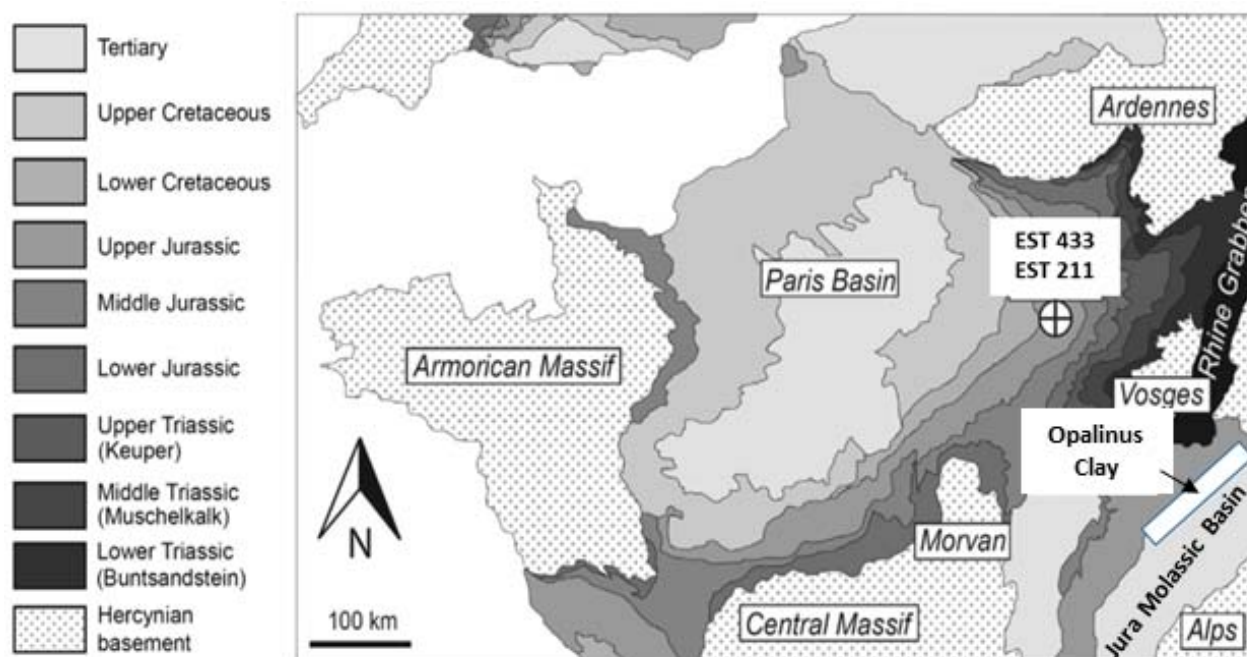 Tertiary
Upper Cretaceous
Lower Cretaceous
Upper Jurassic
Middle Jurassic
Lower Jurassic
Upper Triassic
(Keuper)
Middle Triassic
(Muschelkalk)
Lower Triassic
(Buntsandstein)
Hercynian
basement
Ardennes
EST 433
EST 211
Paris Basin
Rhine Grabben
Armorican Massif
Vosges
Opalinus
Clay
N
Morvan
Jura Molassic Basin
100 km
Central Massif
Alps